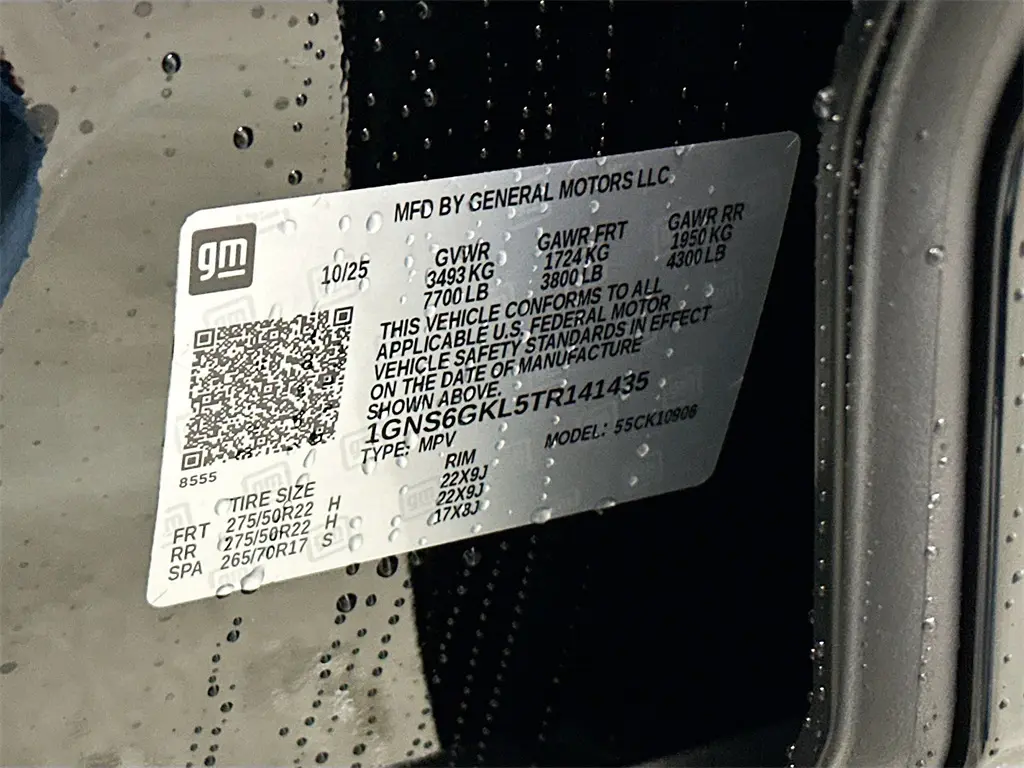 MFD BY GENERAL MOTORS LLC
gm
10/25
GVWR GAWR FRT GAWR RR
3493 KG 1724 KG 1950 KG
7700 LB 3800 LB 4300 LB
THIS VEHICLE CONFORMS TO ALL
APPLICABLE U.S. FEDERAL MOTOR
VEHICLE SAFETY STANDARDS IN EFFECT
ON THE DATE OF MANUFACTURE
SHOWN ABOVE.
1GNS6GKL5TR141435
TYPE: MPV MODEL: 55CK10906
8555
TIRE SIZE RIM
FRT 275/50R22 H 22X9J
RR 275/50R22 H 22X9J
SPA 265/70R17 S 17X8J